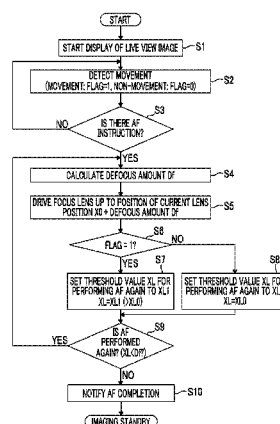 START
START DISPLAY OF LIVE VIEW IMAGE
S1
DETECT MOVEMENT
(MOVEMENT: FLAG=1, NON-MOVEMENT: FLAG=0)
S2
S3
IS THERE AF
INSTRUCTION?
NO
YES
CALCULATE DEFOCUS AMOUNT Df
S4
DRIVE FOCUS LENS UP TO POSITION OF CURRENT LENS
POSITION X0 + DEFOCUS AMOUNT Df
S5
S6
FLAG = 1?
NO
YES
S7
S8
SET THRESHOLD VALUE XL FOR
PERFORMING AF AGAIN TO XL1
XL=XL1 (>XL0)
SET THRESHOLD VALUE XL FOR
PERFORMING AF AGAIN TO XL
XL=XL0
S9
IS AF
PERFORMED
AGAIN? (XL<Df?)
YES
NO
NOTIFY AF COMPLETION
S10
IMAGING STANDBY